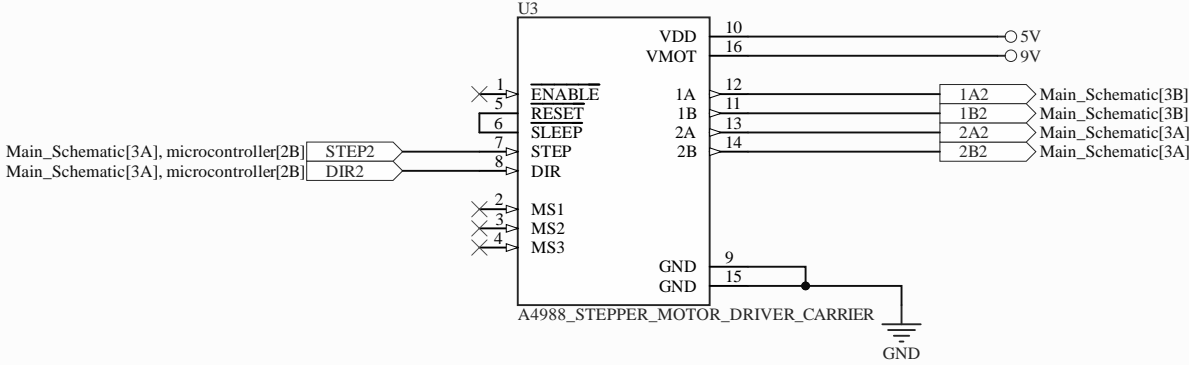 U3
VDD 10 5V
VMOT 16 9V
1 ENABLE 1A 12 1A2 Main_Schematic[3B]
5 RESET 1B 11 1B2 Main_Schematic[3B]
6 SLEEP 2A 13 2A2 Main_Schematic[3A]
Main_Schematic[3A], microcontroller[2B] STEP2 7 STEP 2B 14 2B2 Main_Schematic[3A]
Main_Schematic[3A], microcontroller[2B] DIR2 8 DIR
2 MS1
3 MS2
4 MS3
GND 9
GND 15
A4988_STEPPER_MOTOR_DRIVER_CARRIER
GND